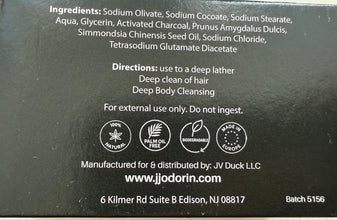 Ingredients: Sodium Olivate, Sodium Cocoate, Sodium Stearate,
Aqua, Glycerin, Activated Charcoal, Prunus Amygdalus Dulcis,
Simmondsia Chinensis Seed Oil, Sodium Chloride,
Tetrasodium Glutamate Diacetate
Directions: use to a deep lather
Deep clean of hair
Deep Body Cleansing
For external use only. Do not ingest.
100% NATURAL
PALM OIL FREE
BIODEGRADABLE
MADE IN EUROPE
Manufactured for & distributed by: JV Duck LLC
www.jjodorin.com
6 Kilmer Rd Suite B Edison, NJ 08817
Batch 5156